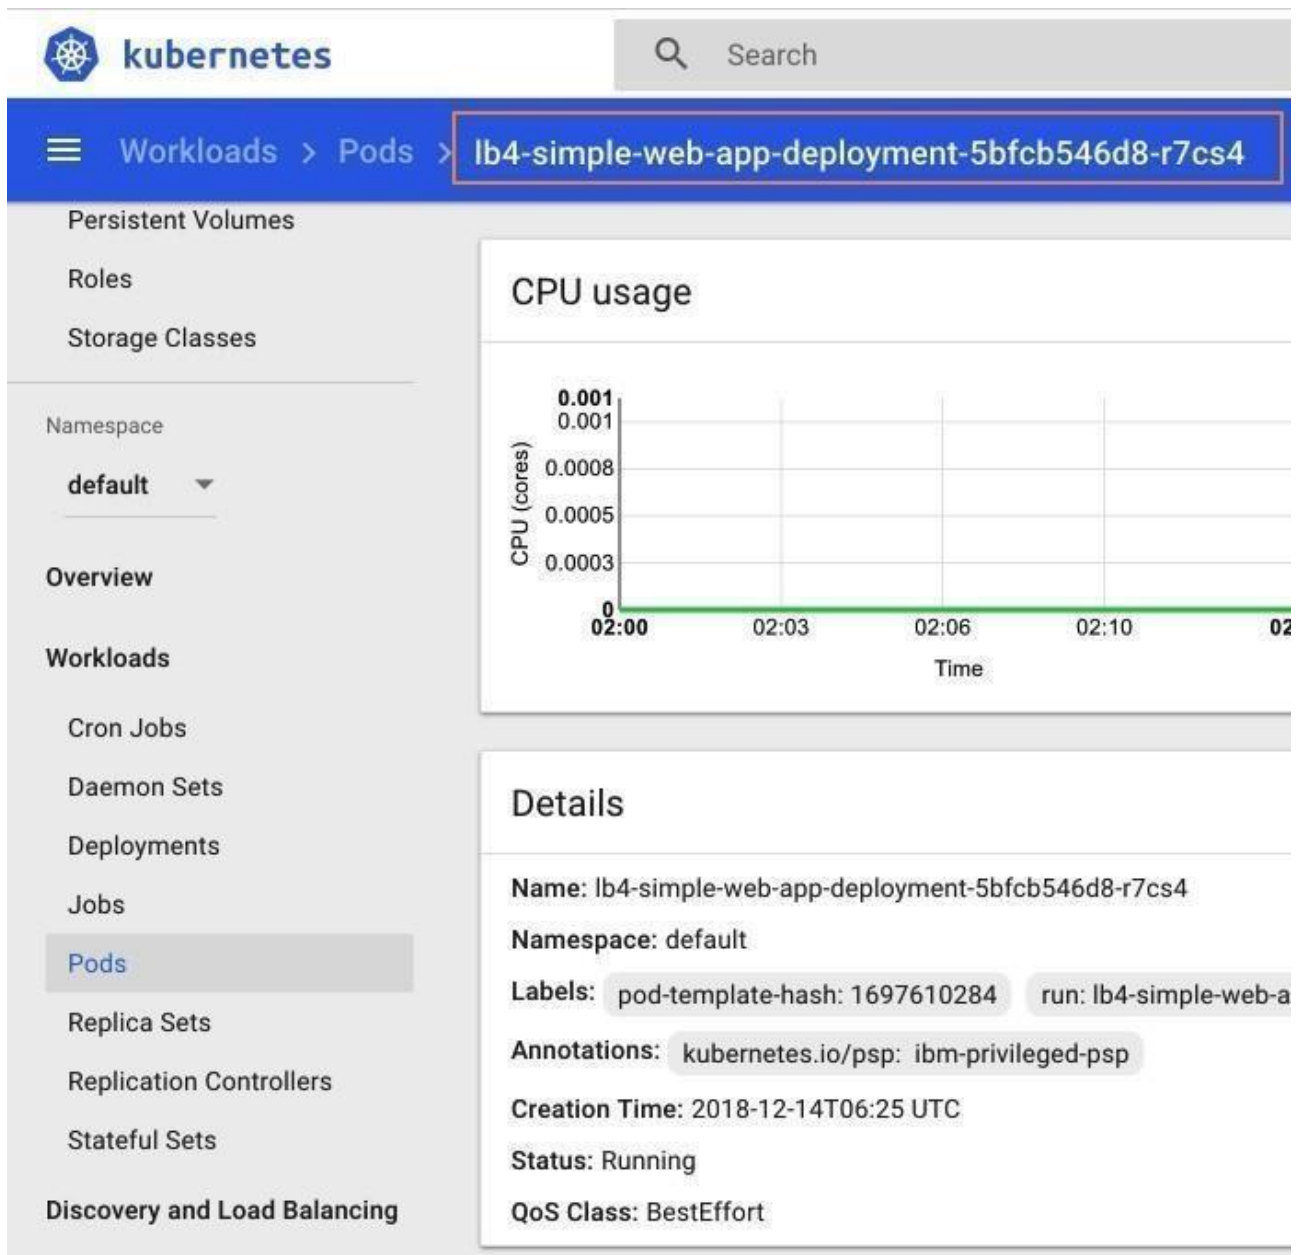 kubernetes
Search
Workloads > Pods > lb4-simple-web-app-deployment-5bfcb546d8-r7cs4
Persistent Volumes
Roles
Storage Classes
Namespace
default
Overview
Workloads
Cron Jobs
Daemon Sets
Deployments
Jobs
Pods
Replica Sets
Replication Controllers
Stateful Sets
Discovery and Load Balancing
CPU usage
0.001
0.001
0.0008
0.0005
0.0003
0
CPU (cores)
02:00 02:03 02:06 02:10 02
Time
Details
Name: lb4-simple-web-app-deployment-5bfcb546d8-r7cs4
Namespace: default
Labels: pod-template-hash: 1697610284 run: lb4-simple-web-a
Annotations: kubernetes.io/psp: ibm-privileged-psp
Creation Time: 2018-12-14T06:25 UTC
Status: Running
QoS Class: BestEffort